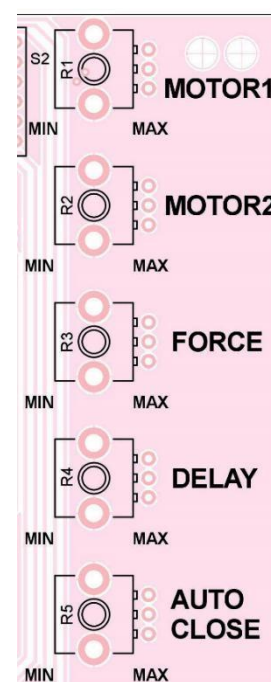 S2
R1
MOTOR1
MIN MAX
R2
MOTOR2
MIN MAX
R3
FORCE
MIN MAX
R4
DELAY
MIN MAX
R5
AUTO
CLOSE
MIN MAX